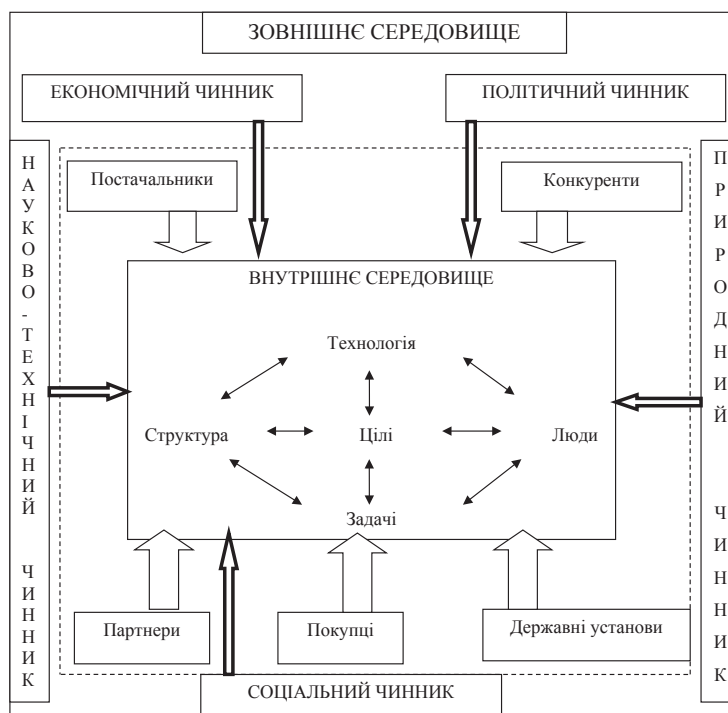 ЗОВНІШНЄ СЕРЕДОВИЩЕ
ЕКОНОМІЧНИЙ ЧИННИК
ПОЛІТИЧНИЙ ЧИННИК
НАУКОВО-ТЕХНІЧНИЙ ЧИННИК
ПРИРОДНИЙ ЧИННИК
Постачальники
Конкуренти
ВНУТРІШНЄ СЕРЕДОВИЩЕ
Технологія
Структура
Цілі
Люди
Задачі
Партнери
Покупці
Державні установи
СОЦІАЛЬНИЙ ЧИННИК